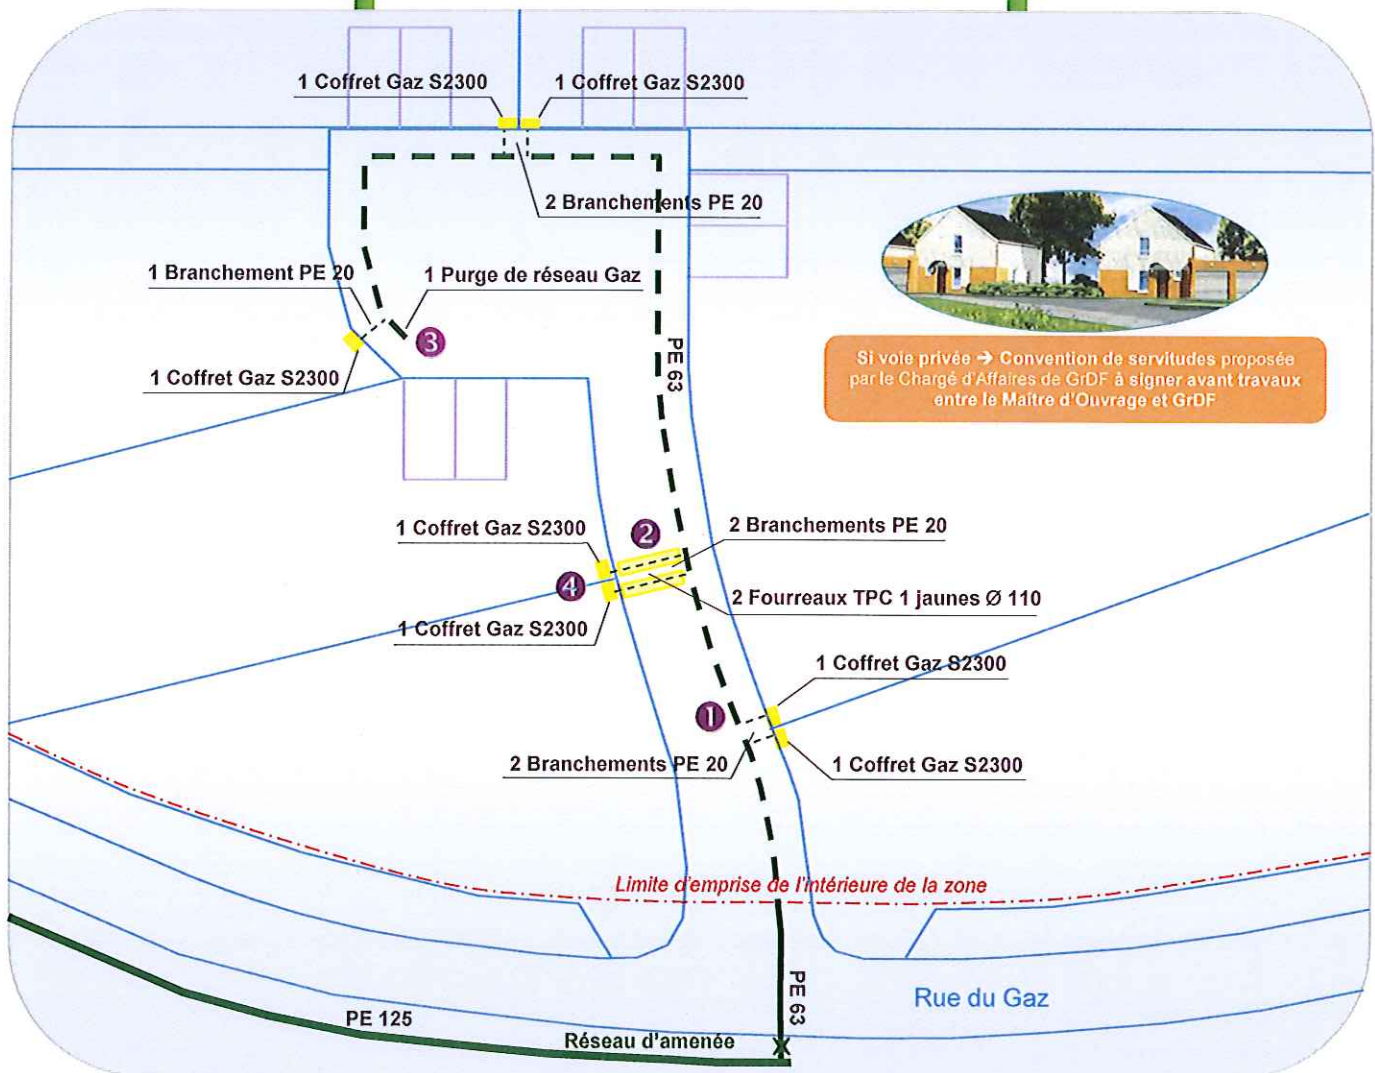 1 Coffret Gaz S2300
1 Coffret Gaz S2300
2 Branchements PE 20
1 Branchement PE 20
1 Purge de réseau Gaz
3
1 Coffret Gaz S2300
PE 63
Si voie privée → Convention de servitudes proposée
par le Chargé d'Affaires de GrDF à signer avant travaux
entre le Maître d'Ouvrage et GrDF
1 Coffret Gaz S2300
2
2 Branchements PE 20
4
2 Fourreaux TPC 1 jaunes Ø 110
1 Coffret Gaz S2300
1 Coffret Gaz S2300
1
2 Branchements PE 20
1 Coffret Gaz S2300
Limite d'emprise de l'intérieure de la zone
PE 63
Rue du Gaz
PE 125
Réseau d'amenée